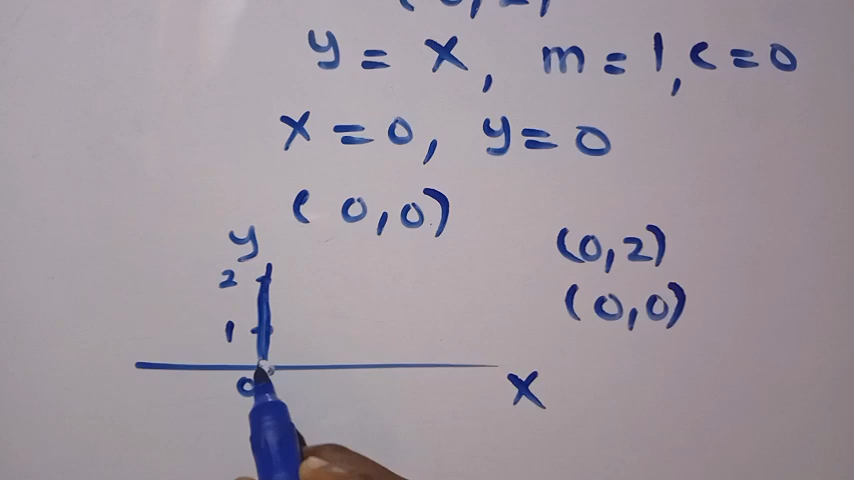 y = x, m = 1, c = 0
x = 0, y = 0
(0,0)
y
2
1
0
x
(0,2)
(0,0)